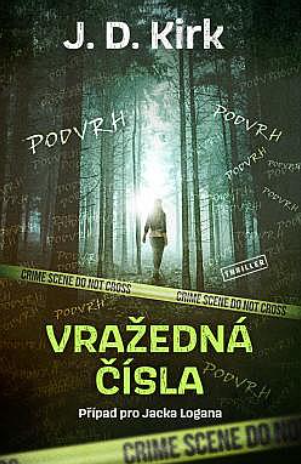 J. D. Kirk
PODVRH
PODVRH
PODVRH
PODVRH
THRILLER
CRIME SCENE DO NOT CROSS
CRIME SCENE DO NOT CROSS
PODVRH
VRAŽEDNÁ
ČÍSLA
PODVRH
Případ pro Jacka Logana
CRIME SCENE DO N